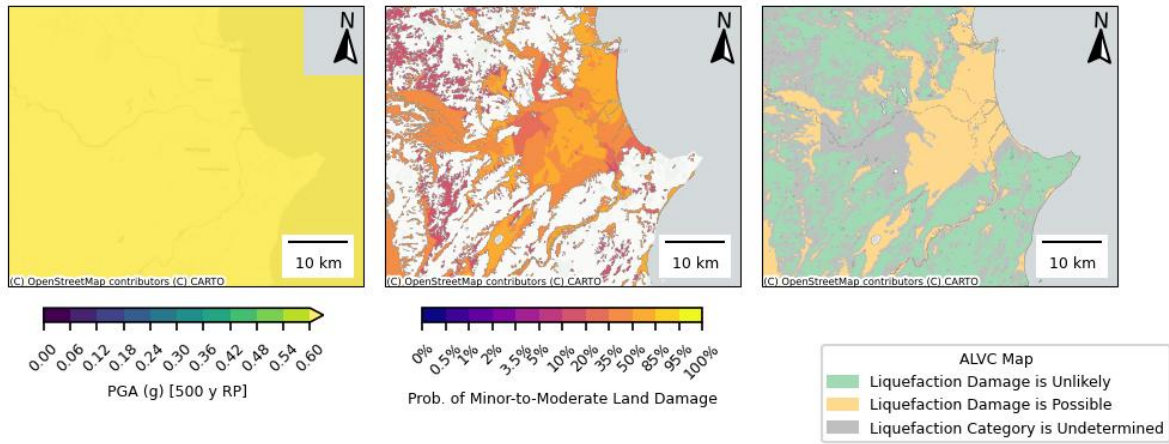 N
N
N
10 km
10 km
10 km
(C) OpenStreetMap contributors (C) CARTO
(C) OpenStreetMap contributors (C) CARTO
(C) OpenStreetMap contributors (C) CARTO
0.00 0.06 0.12 0.18 0.24 0.30 0.36 0.42 0.48 0.54 0.60
PGA (g) [500 y RP]
0% 0.5% 1% 2% 3.5% 5% 10% 20% 35% 50% 85% 95% 100%
Prob. of Minor-to-Moderate Land Damage
ALVC Map
Liquefaction Damage is Unlikely
Liquefaction Damage is Possible
Liquefaction Category is Undetermined